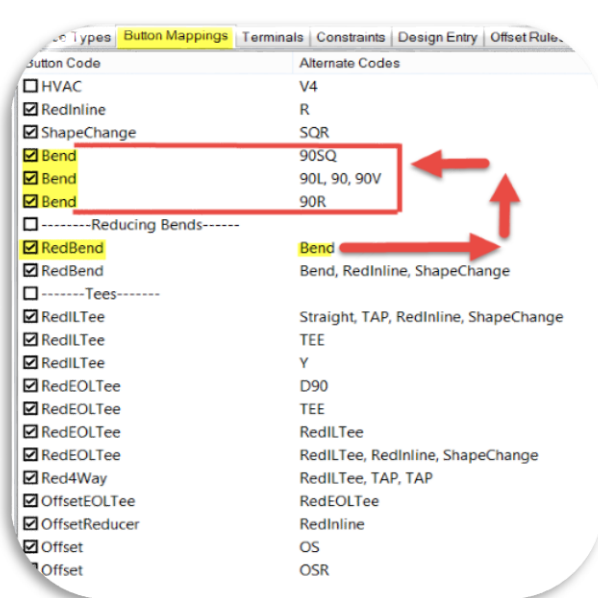 Types Button Mappings Terminals Constraints Design Entry Offset Rules
Button Code Alternate Codes
HVAC V4
RedInline R
ShapeChange SQR
Bend 90SQ
Bend 90L, 90, 90V
Bend 90R
--------Reducing Bends------
RedBend Bend
RedBend Bend, RedInline, ShapeChange
-------Tees-------
RedILTee Straight, TAP, RedInline, ShapeChange
RedILTee TEE
RedILTee Y
RedEOLTee D90
RedEOLTee TEE
RedEOLTee RedILTee
RedEOLTee RedILTee, RedInline, ShapeChange
Red4Way RedILTee, TAP, TAP
OffsetEOLTee RedEOLTee
OffsetReducer RedInline
Offset OS
Offset OSR